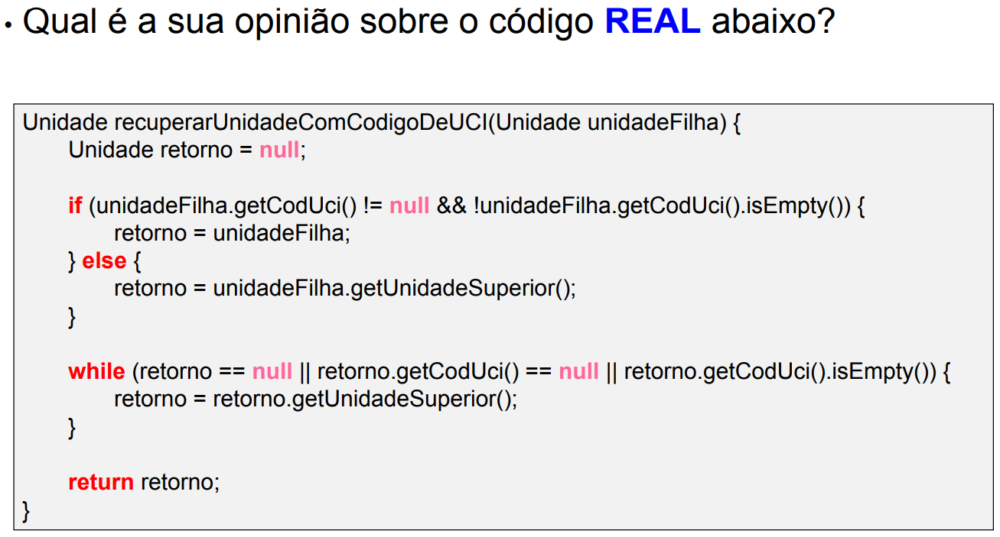 • Qual é a sua opinião sobre o código REAL abaixo?
Unidade recuperarUnidadeComCodigoDeUCI(Unidade unidadeFilha) {
Unidade retorno = null;
if (unidadeFilha.getCodUci() != null && !unidadeFilha.getCodUci().isEmpty()) {
retorno = unidadeFilha;
} else {
retorno = unidadeFilha.getUnidadeSuperior();
}
while (retorno == null || retorno.getCodUci() == null || retorno.getCodUci().isEmpty()) {
retorno = retorno.getUnidadeSuperior();
}
return retorno;
}